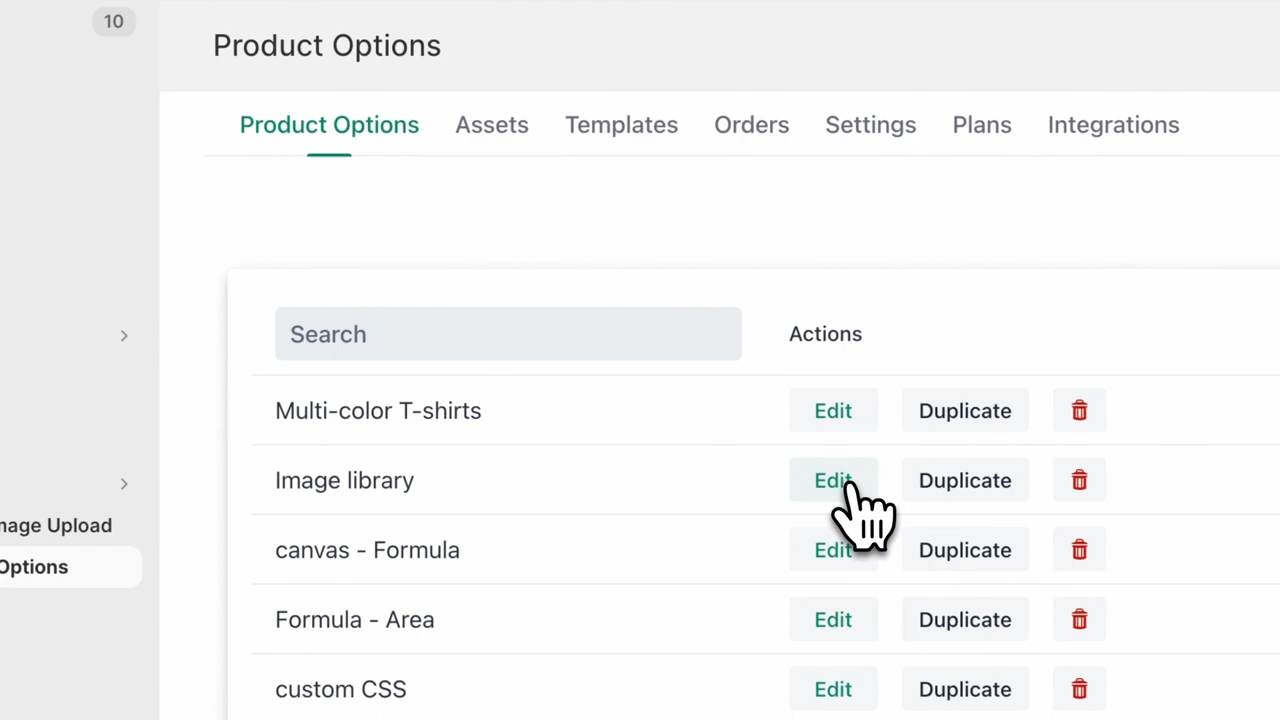 10
Product Options
Product Options Assets Templates Orders Settings Plans Integrations
Search Actions
Multi-color T-shirts Edit Duplicate
Image library Edit Duplicate
mage Upload
canvas - Formula Edit Duplicate
Options
Formula - Area Edit Duplicate
custom CSS Edit Duplicate